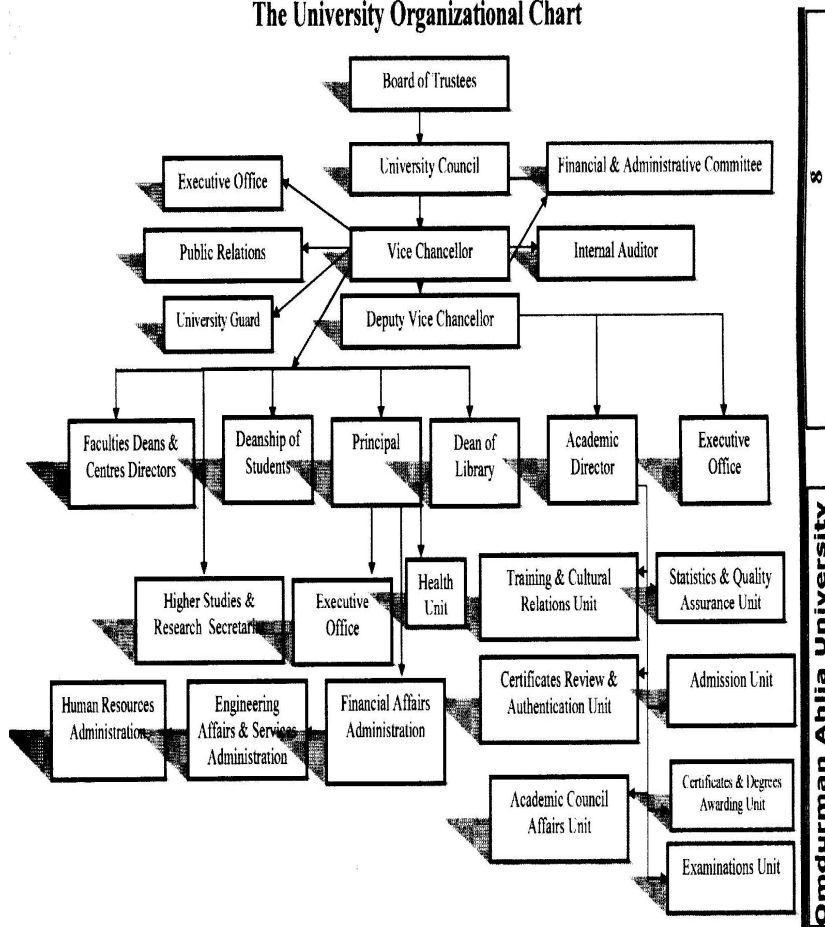 The University Organizational Chart
Board of Trustees
University Council
Financial & Administrative Committee
Executive Office
Public Relations
Vice Chancellor
Internal Auditor
University Guard
Deputy Vice Chancellor
Faculties Deans &
Centres Directors
Deanship of
Students
Principal
Dean of
Library
Academic
Director
Executive
Office
Higher Studies &
Research Secretariat
Executive
Office
Health
Unit
Training & Cultural
Relations Unit
Statistics & Quality
Assurance Unit
Human Resources
Administration
Engineering
Affairs & Services
Administration
Financial Affairs
Administration
Certificates Review &
Authentication Unit
Admission Unit
Academic Council
Affairs Unit
Certificates & Degrees
Awarding Unit
Examinations Unit
8
Omdurman Ahlia University